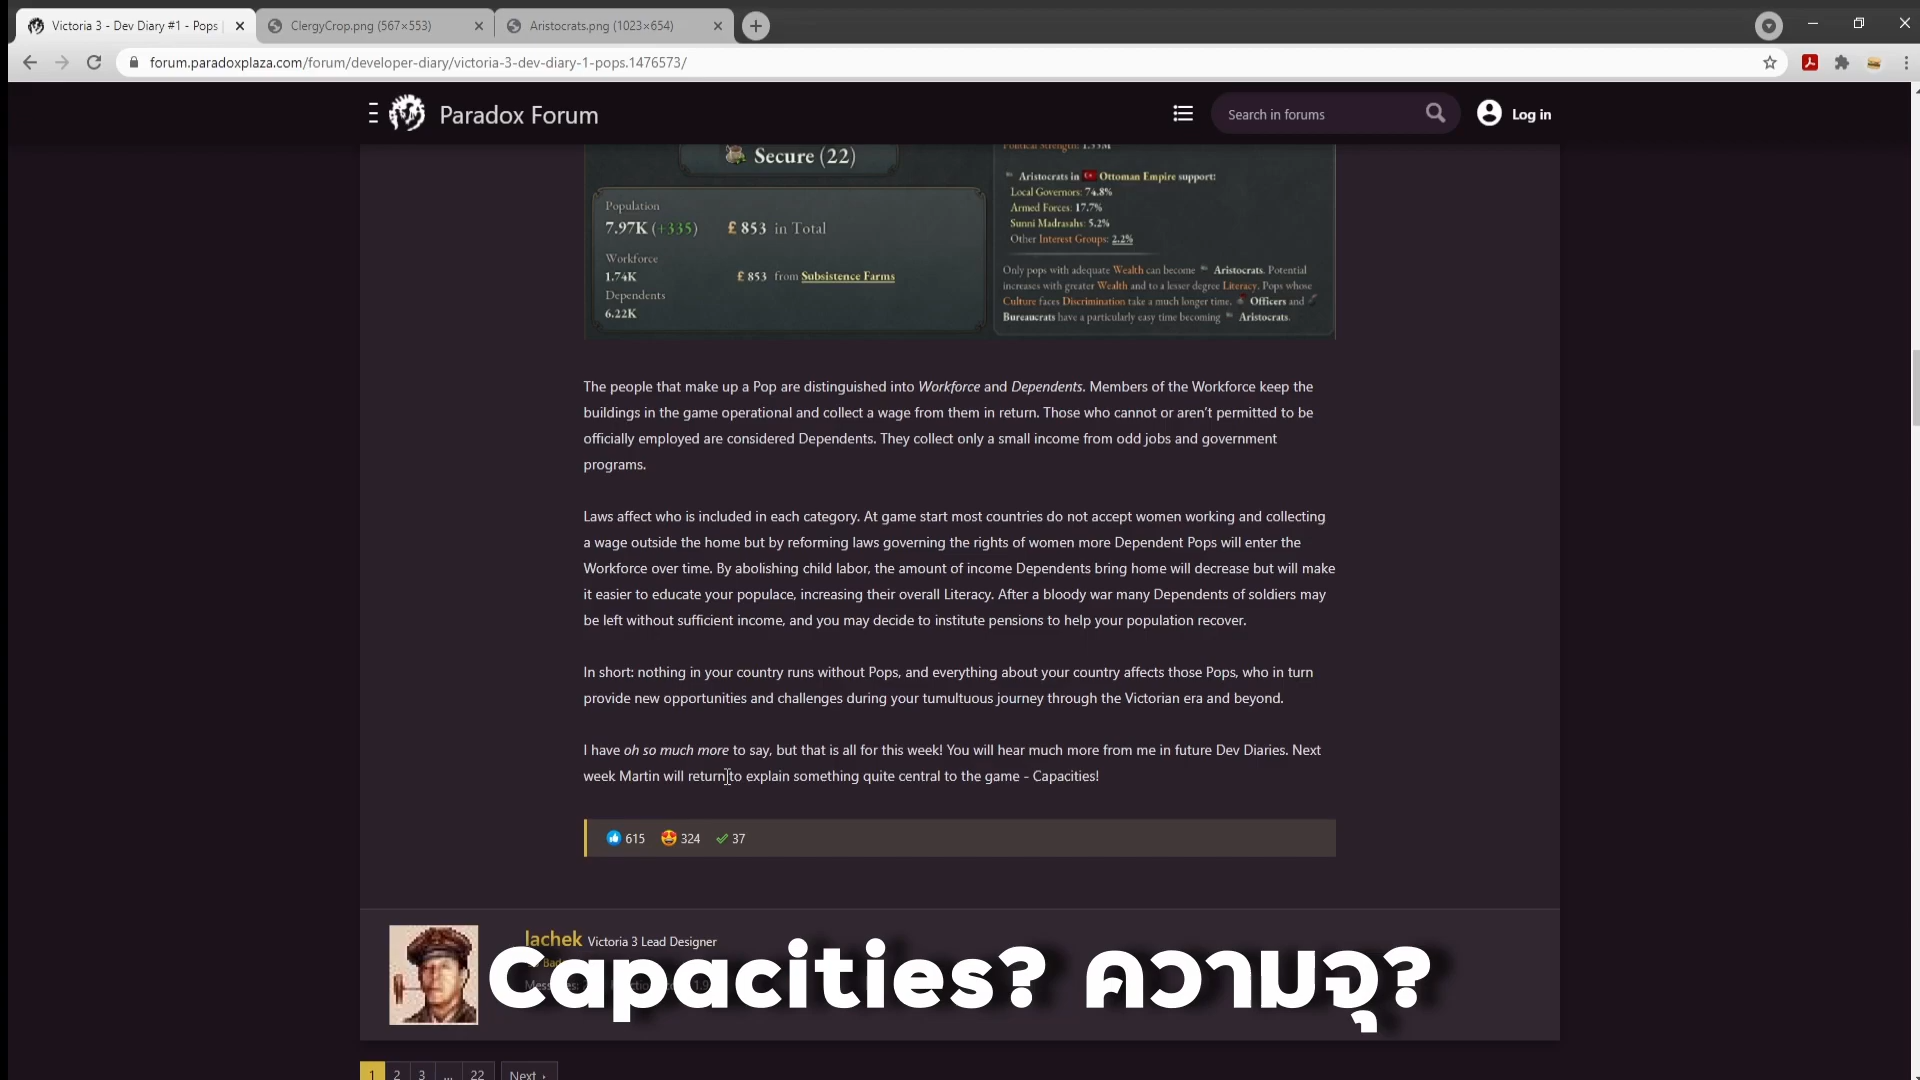 Victoria 3 - Dev Diary #1 - Pops
ClergyCrop.png (567×553)
Aristocrats.png (1023×654)
forum.paradoxplaza.com/forum/developer-diary/victoria-3-dev-diary-1-pops.1476573/
Paradox Forum
Search in forums
Log in
Secure (22)
Population
7.97K (+335)
£ 853 in Total
Workforce
1.74K
£ 853 from Subsistence Farms
Dependents
6.22K
Political Strength: 1.33M
Aristocrats in Ottoman Empire support:
Local Governors: 74.8%
Armed Forces: 17.7%
Sunni Madrasahs: 5.2%
Other Interest Groups: 2.2%
Only pops with adequate Wealth can become Aristocrats. Potential
increases with greater Wealth and to a lesser degree Literacy. Pops whose
Culture faces Discrimination take a much longer time. Officers and
Bureaucrats have a particularly easy time becoming Aristocrats.
The people that make up a Pop are distinguished into Workforce and Dependents. Members of the Workforce keep the
buildings in the game operational and collect a wage from them in return. Those who cannot or aren't permitted to be
officially employed are considered Dependents. They collect only a small income from odd jobs and government
programs.
Laws affect who is included in each category. At game start most countries do not accept women working and collecting
a wage outside the home but by reforming laws governing the rights of women more Dependent Pops will enter the
Workforce over time. By abolishing child labor, the amount of income Dependents bring home will decrease but will make
it easier to educate your populace, increasing their overall Literacy. After a bloody war many Dependents of soldiers may
be left without sufficient income, and you may decide to institute pensions to help your population recover.
In short: nothing in your country runs without Pops, and everything about your country affects those Pops, who in turn
provide new opportunities and challenges during your tumultuous journey through the Victorian era and beyond.
I have oh so much more to say, but that is all for this week! You will hear much more from me in future Dev Diaries. Next
week Martin will return to explain something quite central to the game - Capacities!
615 324 37
lachek Victoria 3 Lead Designer
Capacities? ความจุ?
1 2 3 ... 22 Next